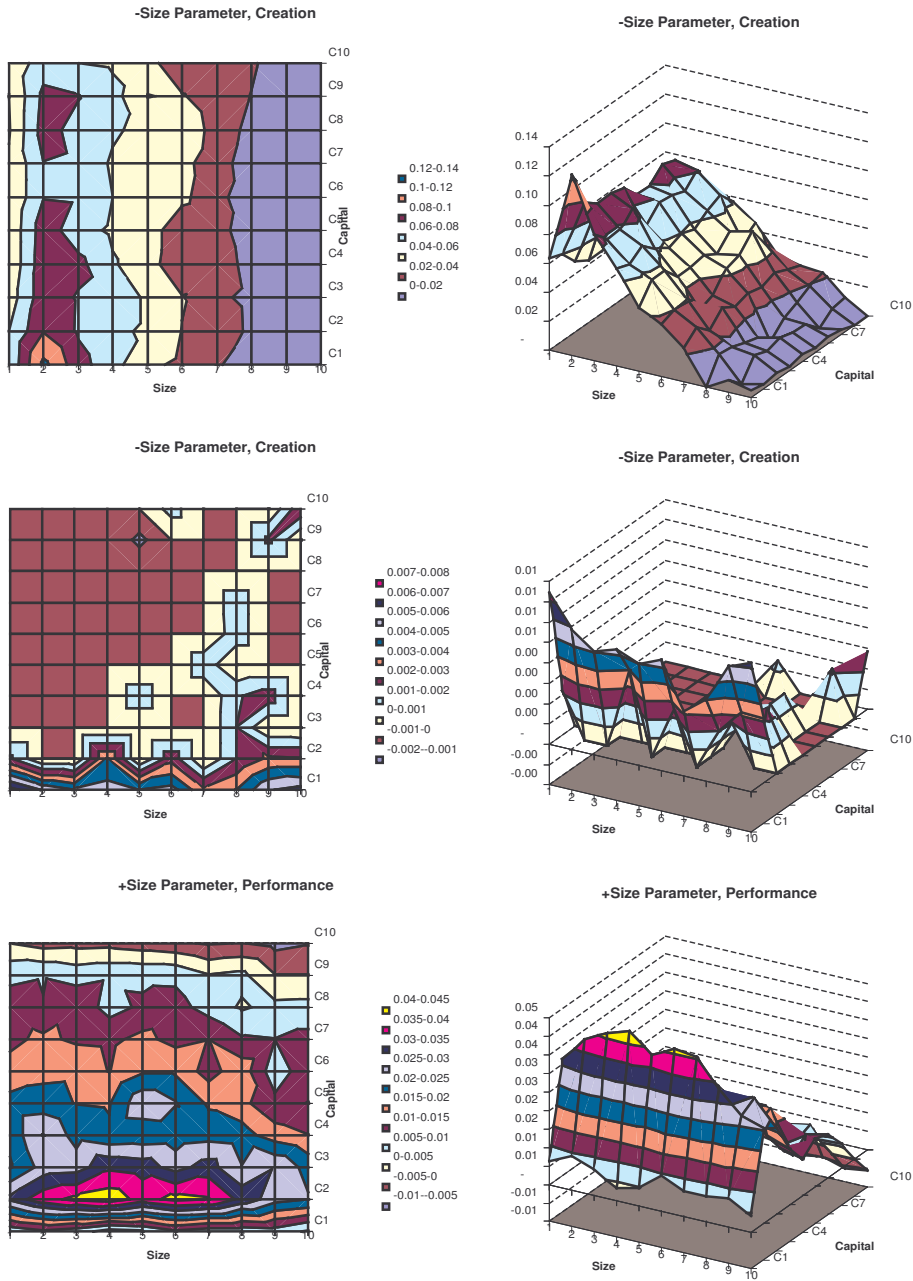 -Size Parameter, Creation
C10
C9
C8
C7
C6
C5
C4
C3
C2
C1
Capital
1 2 3 4 5 6 7 8 9 10
Size
0.12-0.14
0.1-0.12
0.08-0.1
0.06-0.08
0.04-0.06
0.02-0.04
0-0.02
-Size Parameter, Creation
0.14
0.12
0.10
0.08
0.06
0.04
0.02
-
1 2 3 4 5 6 7 8 9 10
Size
C1
C4
C7
C10
Capital
-Size Parameter, Creation
C10
C9
C8
C7
C6
C5
C4
C3
C2
C1
Capital
1 2 3 4 5 6 7 8 9 10
Size
0.007-0.008
0.006-0.007
0.005-0.006
0.004-0.005
0.003-0.004
0.002-0.003
0.001-0.002
0-0.001
-0.001-0
-0.002--0.001
-Size Parameter, Creation
0.01
0.01
0.01
0.00
0.00
0.00
0.00
-
-0.00
-0.00
1 2 3 4 5 6 7 8 9 10
Size
C1
C4
C7
C10
Capital
+Size Parameter, Performance
C10
C9
C8
C7
C6
C5
C4
C3
C2
C1
Capital
1 2 3 4 5 6 7 8 9 10
Size
0.04-0.045
0.035-0.04
0.03-0.035
0.025-0.03
0.02-0.025
0.015-0.02
0.01-0.015
0.005-0.01
0-0.005
-0.005-0
-0.01--0.005
+Size Parameter, Performance
0.05
0.04
0.04
0.03
0.03
0.02
0.02
0.01
0.01
-
-0.01
-0.01
1 2 3 4 5 6 7 8 9 10
Size
C1
C4
C7
C10
Capital